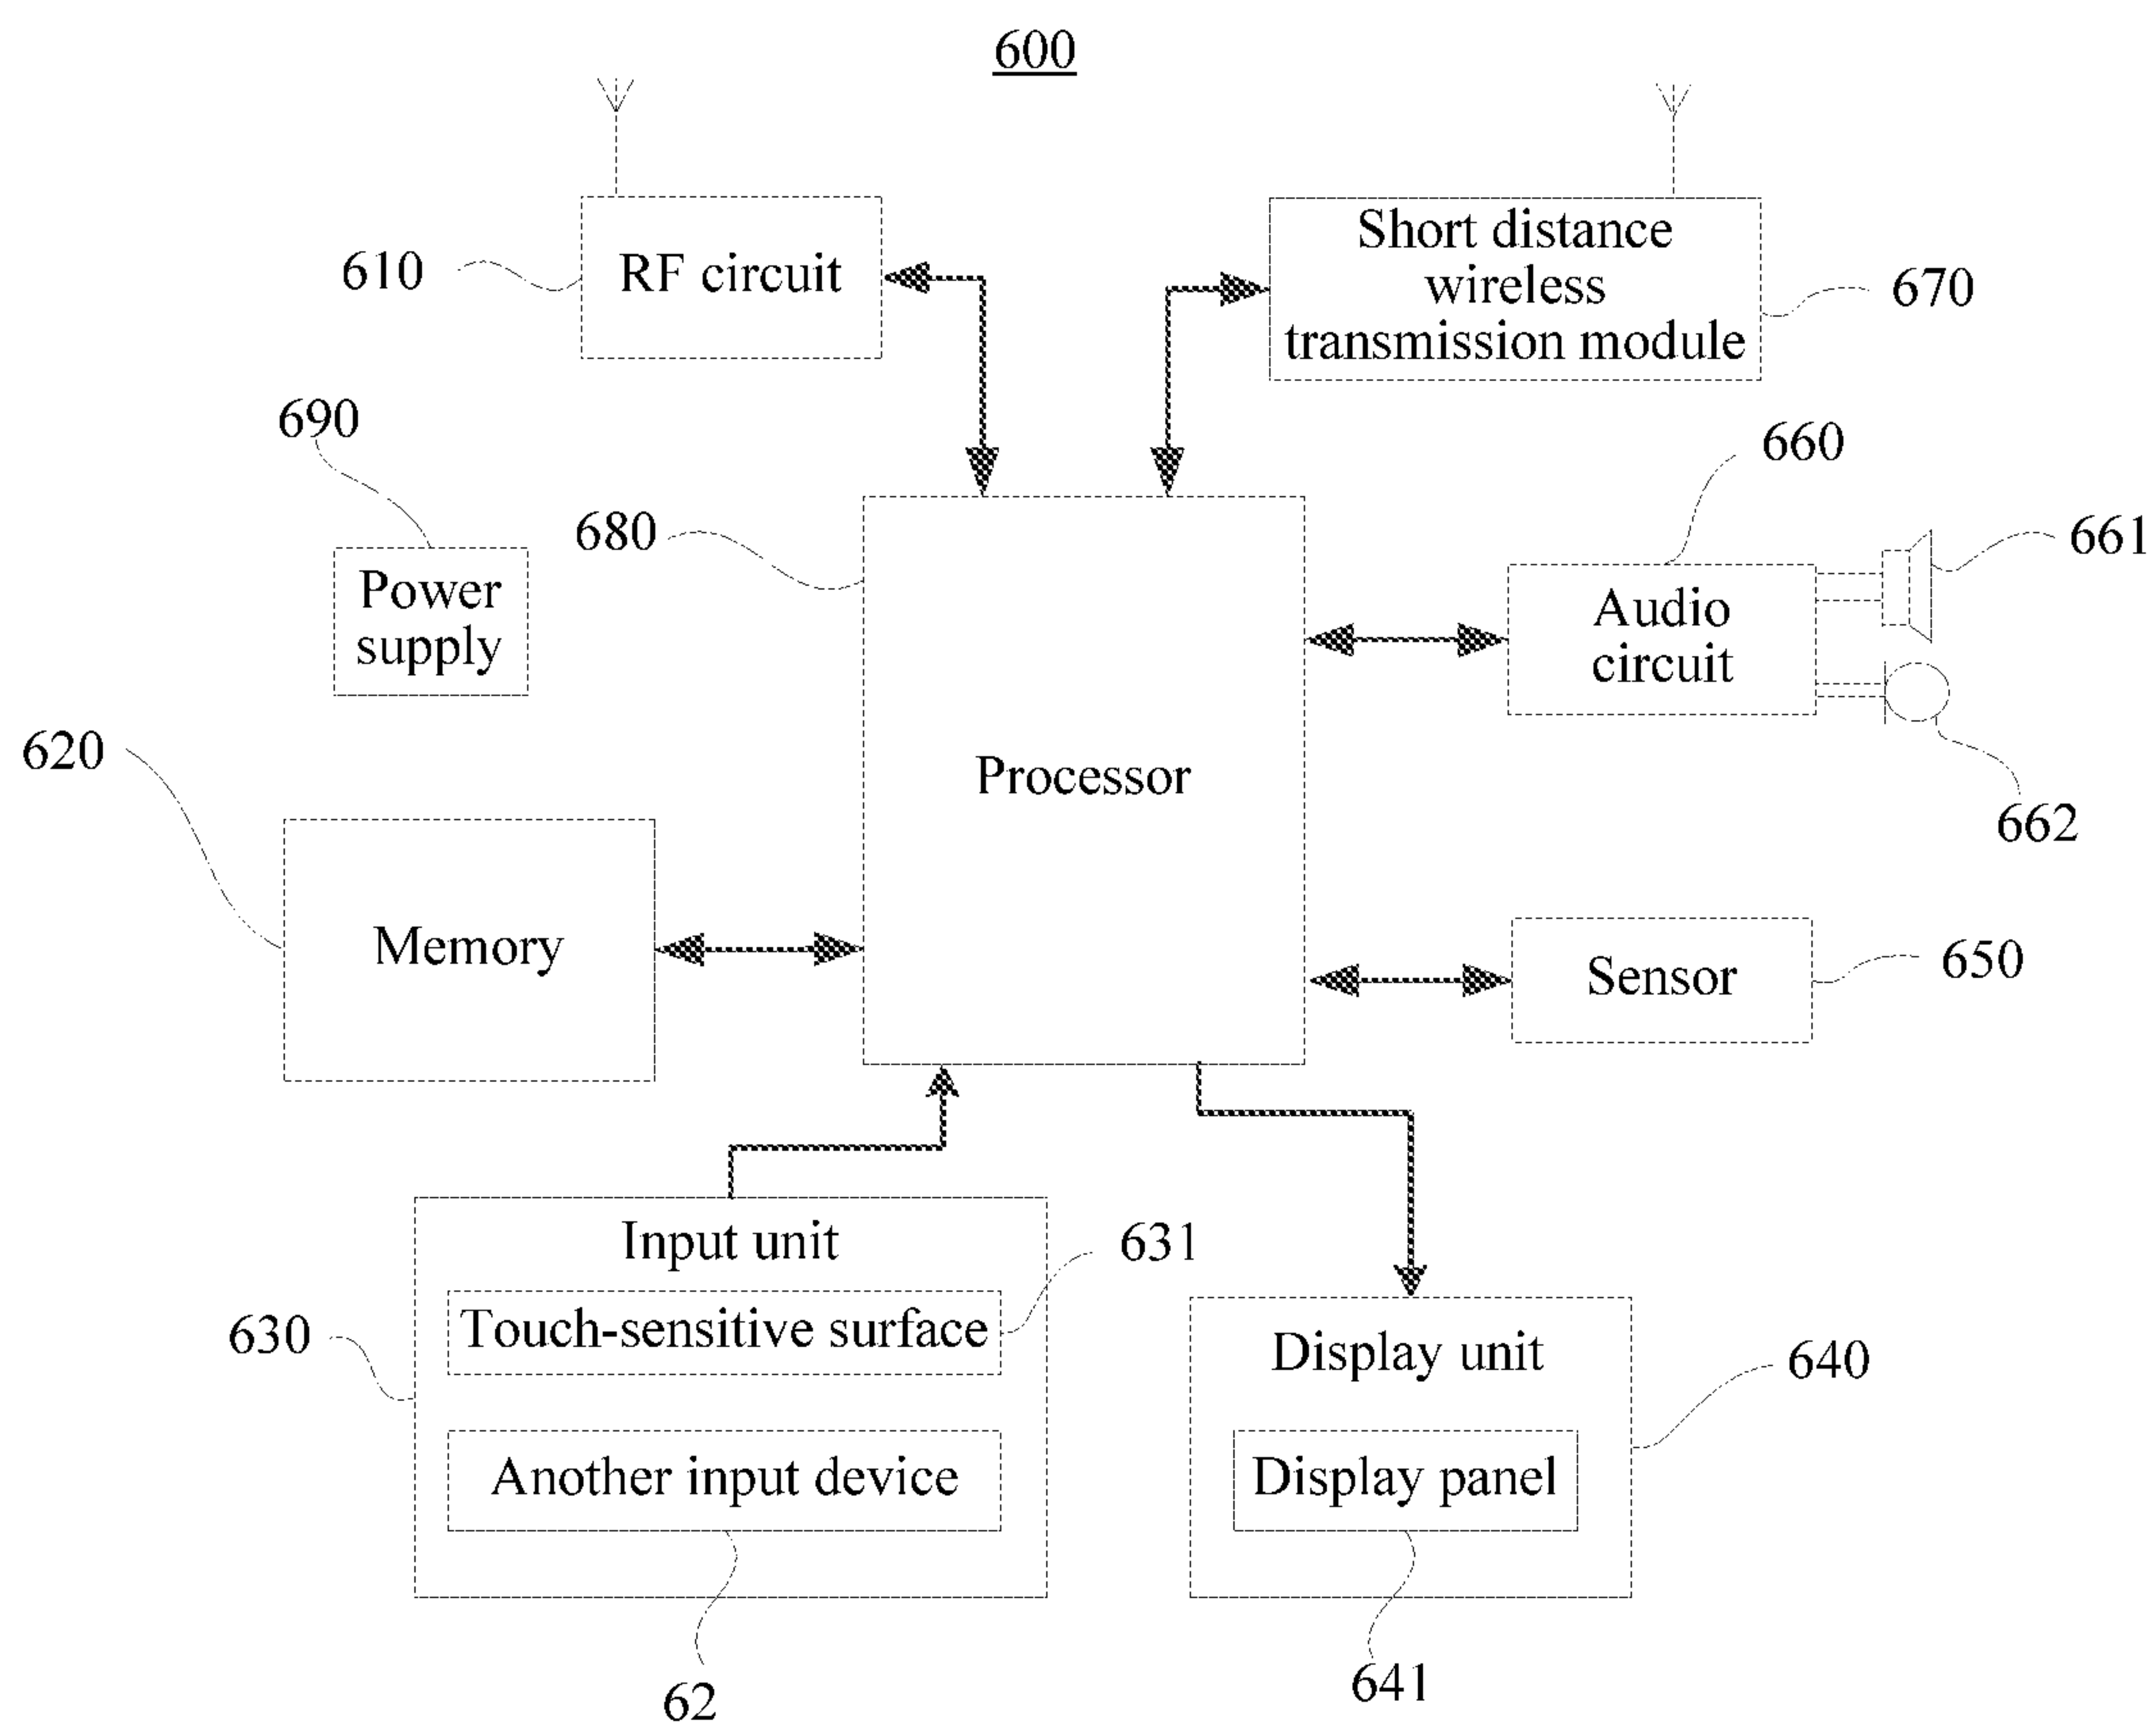 600
610
RF circuit
Short distance
wireless
transmission module
670
690
Power
supply
680
Processor
660
Audio
circuit
661
662
620
Memory
Sensor
650
Input unit
631
Touch-sensitive surface
630
Another input device
62
Display unit
640
Display panel
641